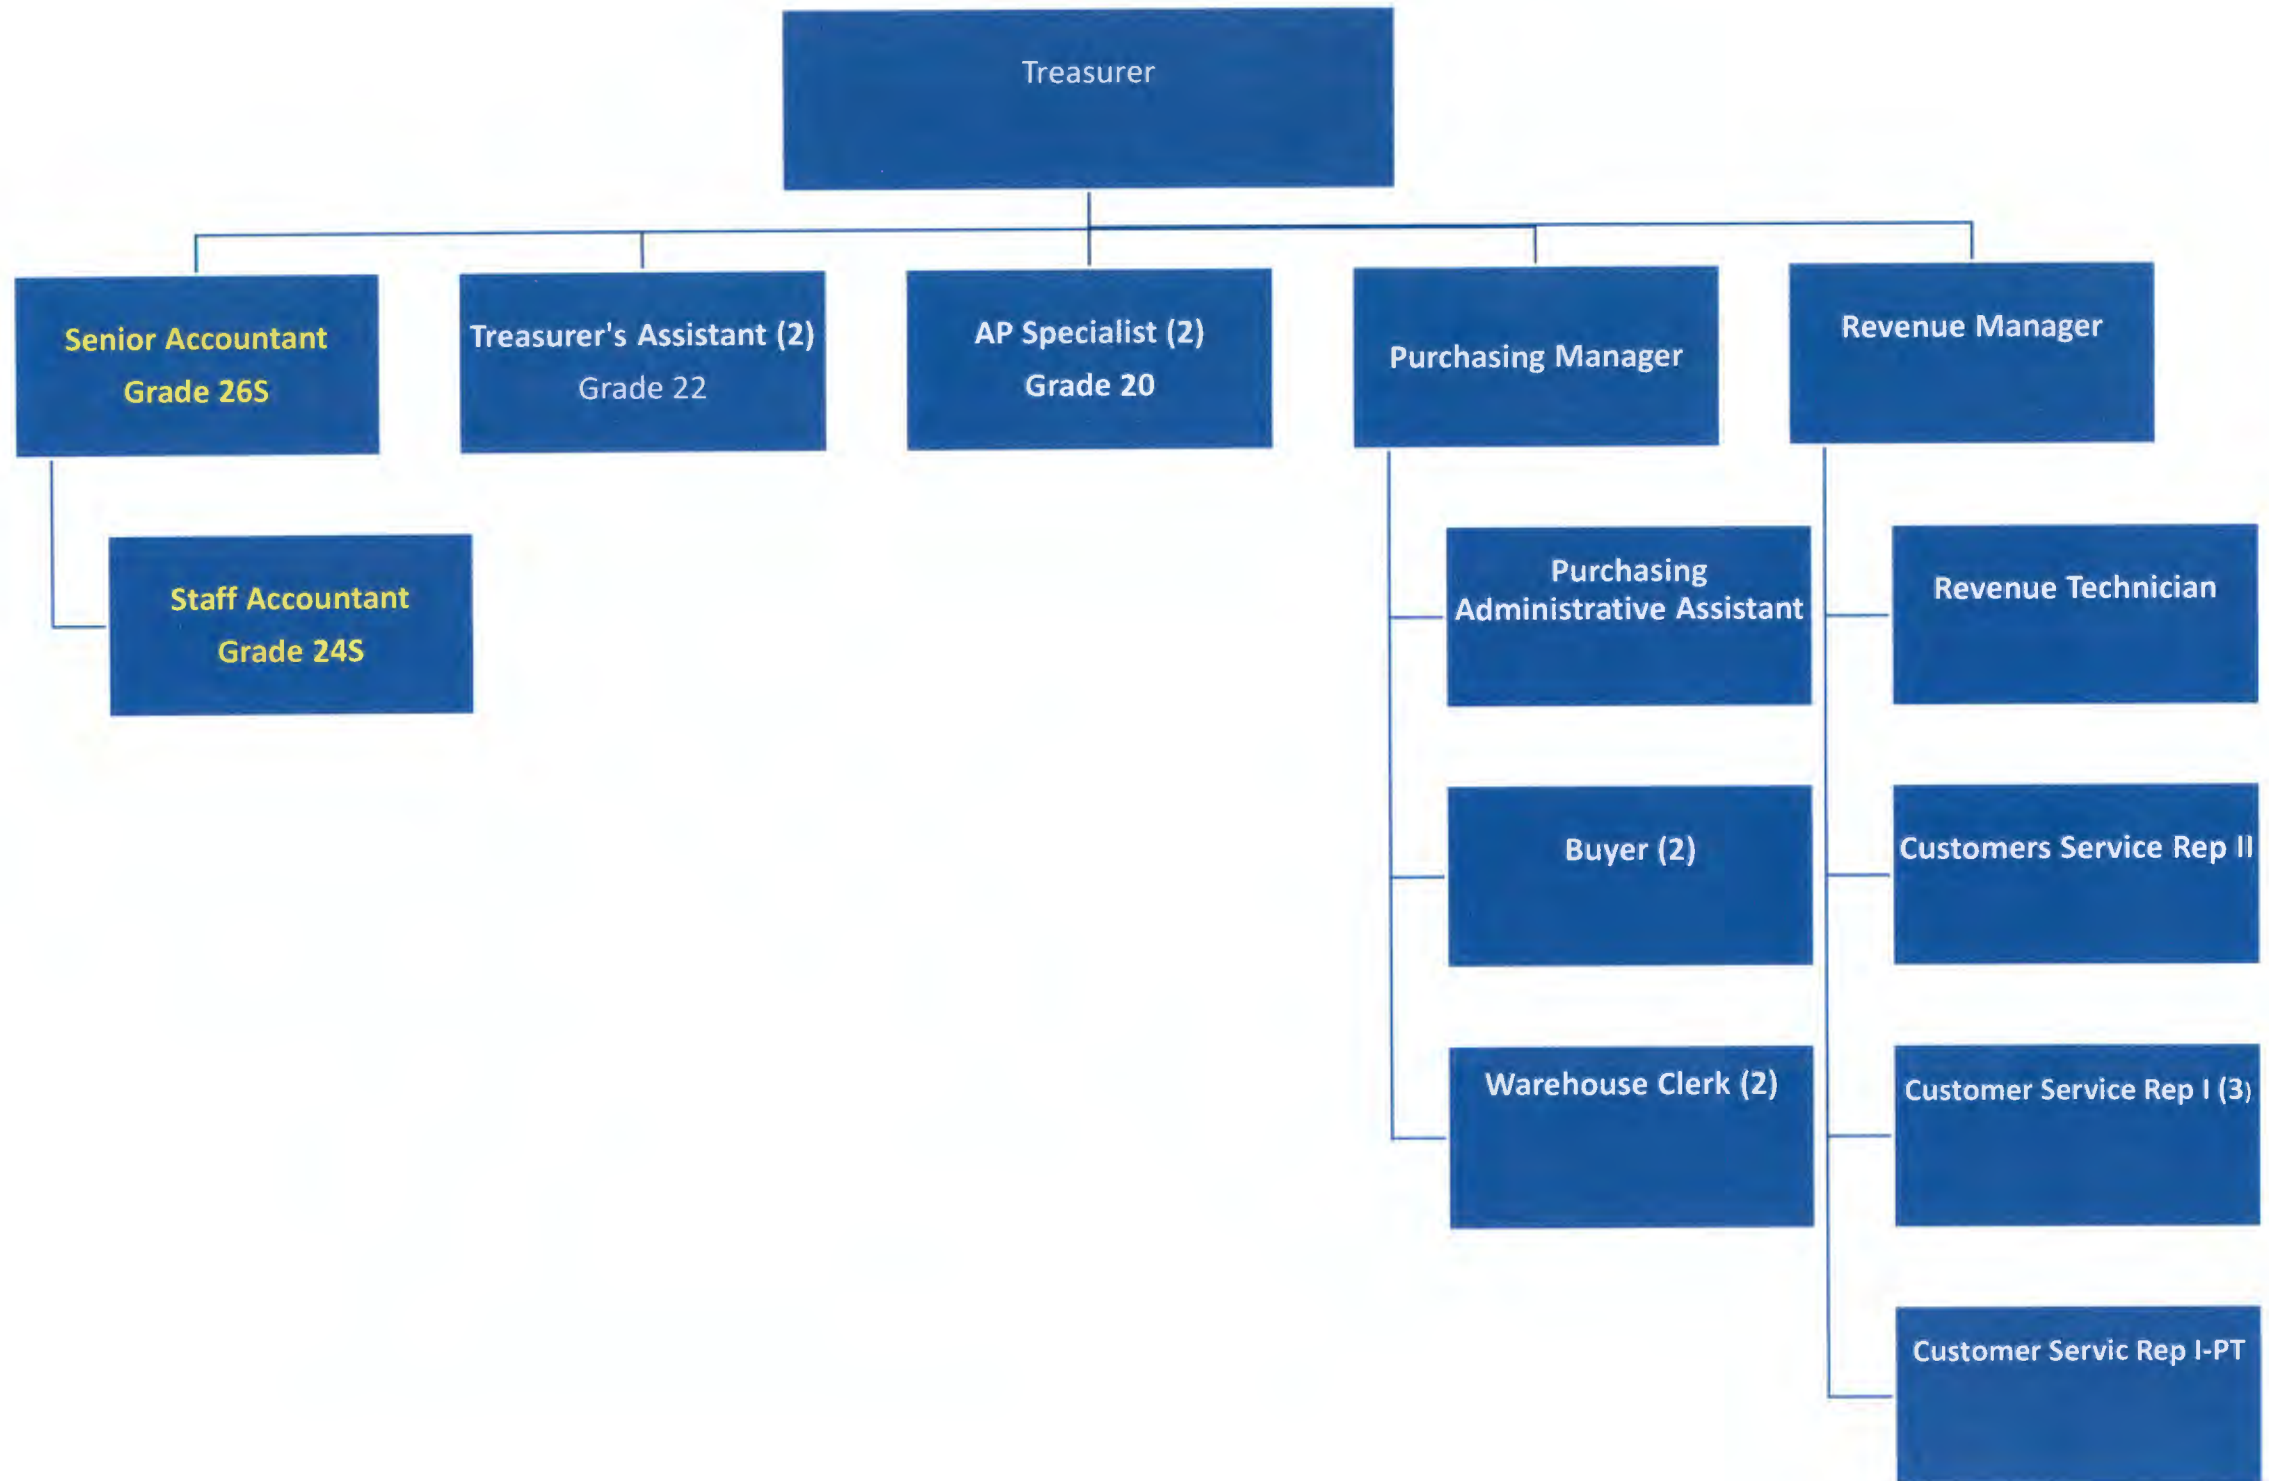 Treasurer
Senior Accountant
Grade 26S
Treasurer's Assistant (2)
Grade 22
AP Specialist (2)
Grade 20
Purchasing Manager
Revenue Manager
Staff Accountant
Grade 24S
Purchasing
Administrative Assistant
Revenue Technician
Buyer (2)
Customers Service Rep II
Warehouse Clerk (2)
Customer Service Rep I (3)
Customer Servic Rep I-PT